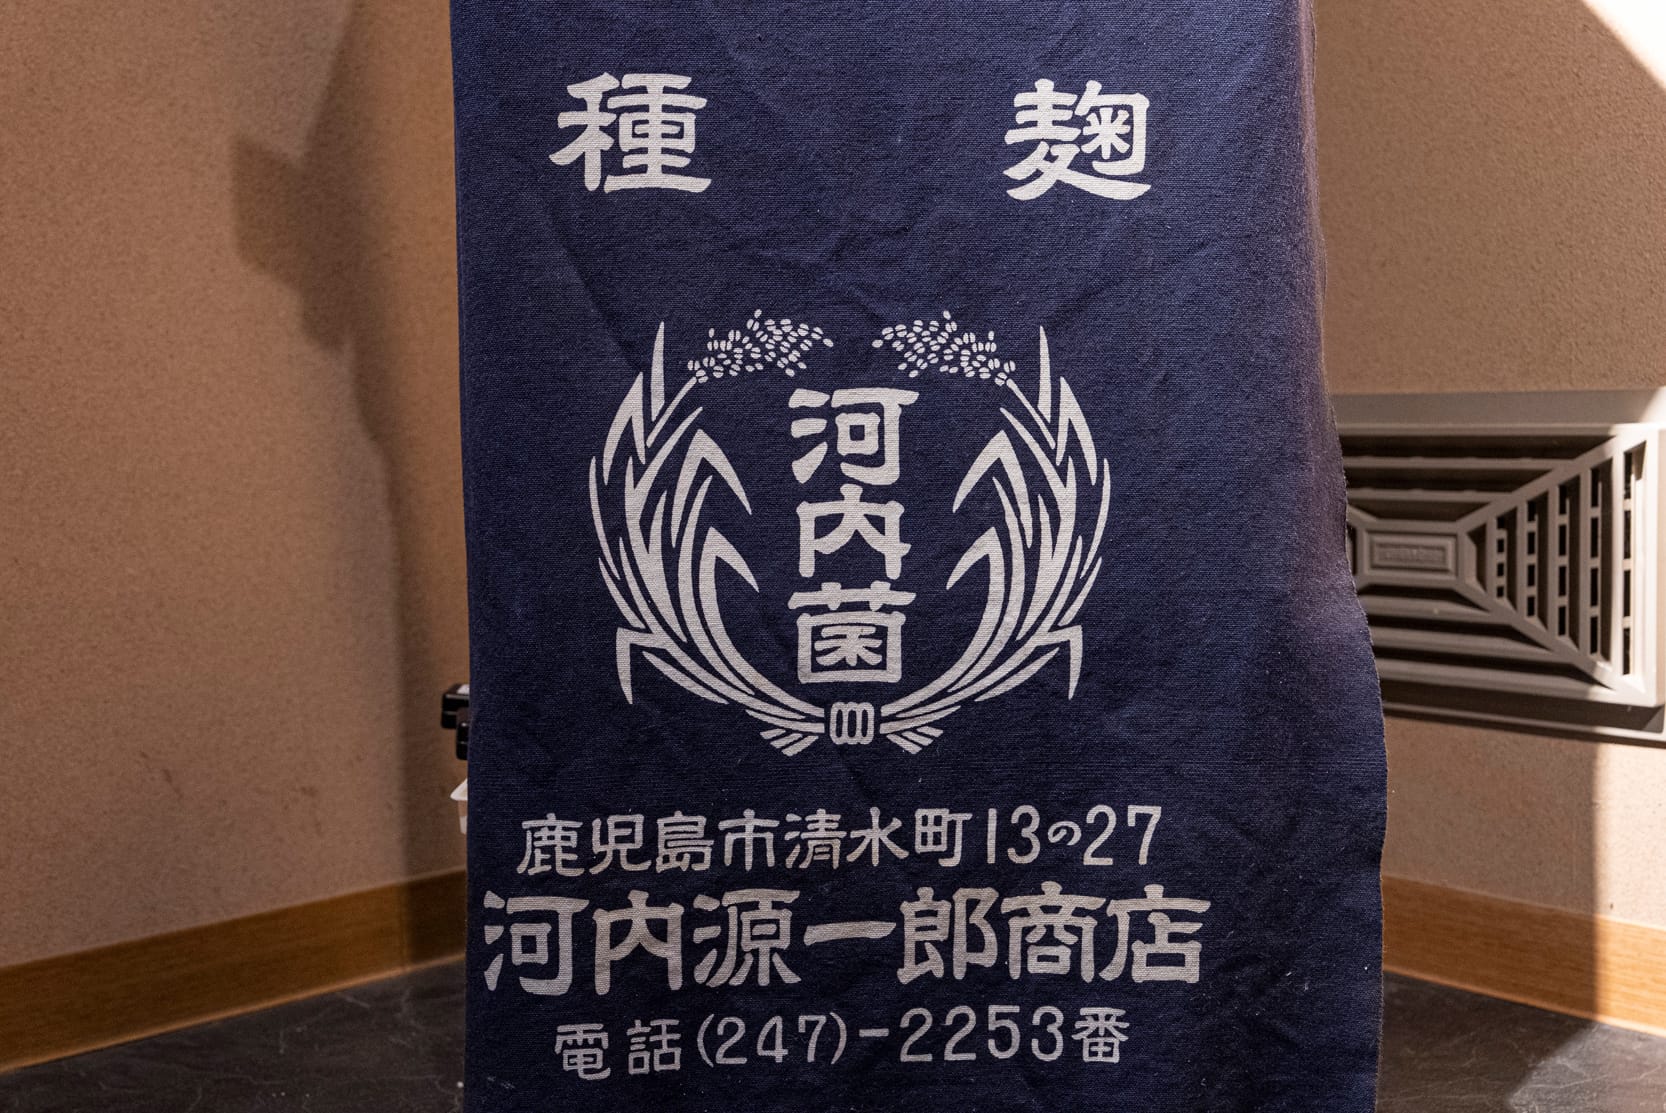 種麹
河内菌
鹿児島市清水町13の27
河内源一郎商店
電話(247)-2253番